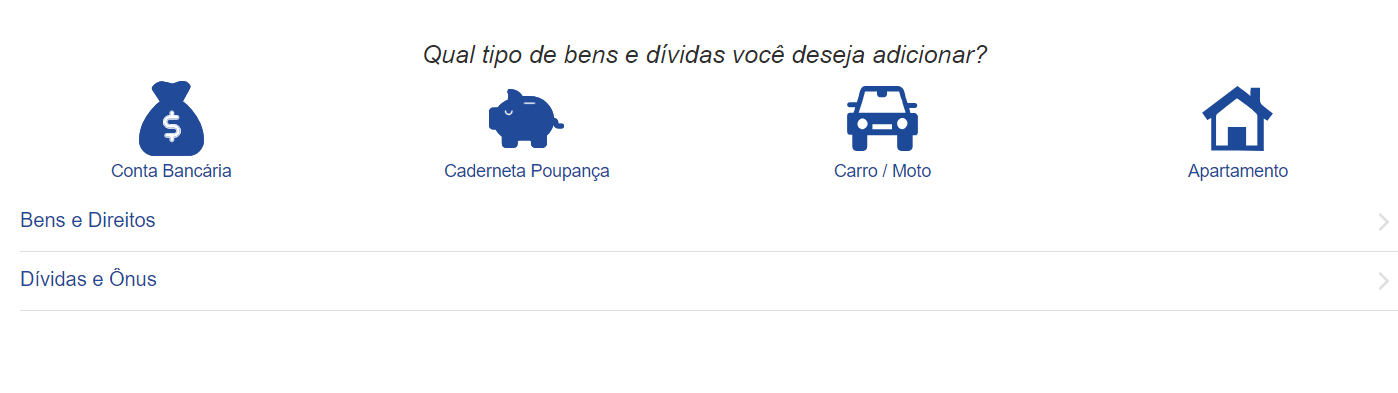 Qual tipo de bens e dívidas você deseja adicionar?
$
Conta Bancária
Caderneta Poupança
Carro / Moto
Apartamento
Bens e Direitos
Dívidas e Ônus